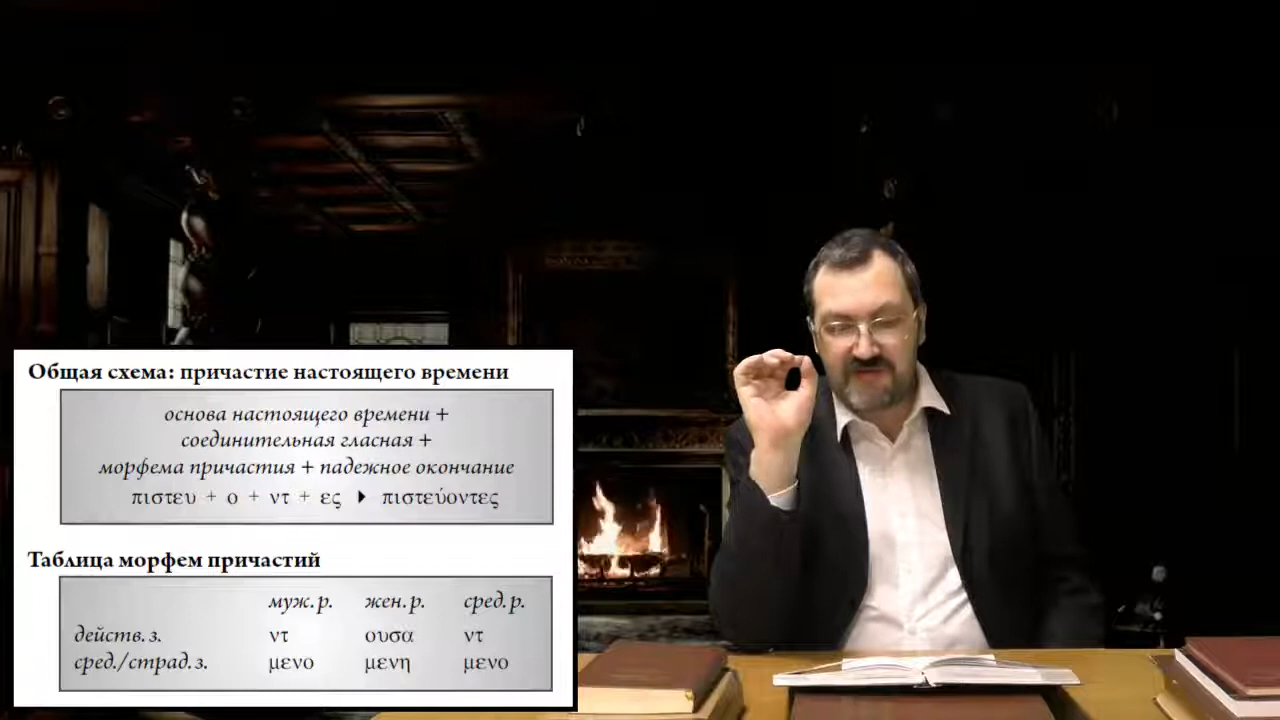 Общая схема: причастие настоящего времени
основа настоящего времени +
соединительная гласная +
морфема причастия + падежное окончание
πιστευ + ο + ντ + ες ▶ πιστεύοντες
Таблица морфем причастий
муж. р. жен. р. сред. р.
действ. з. ντ ουσα ντ
сред./страд. з. μενο μενη μενο